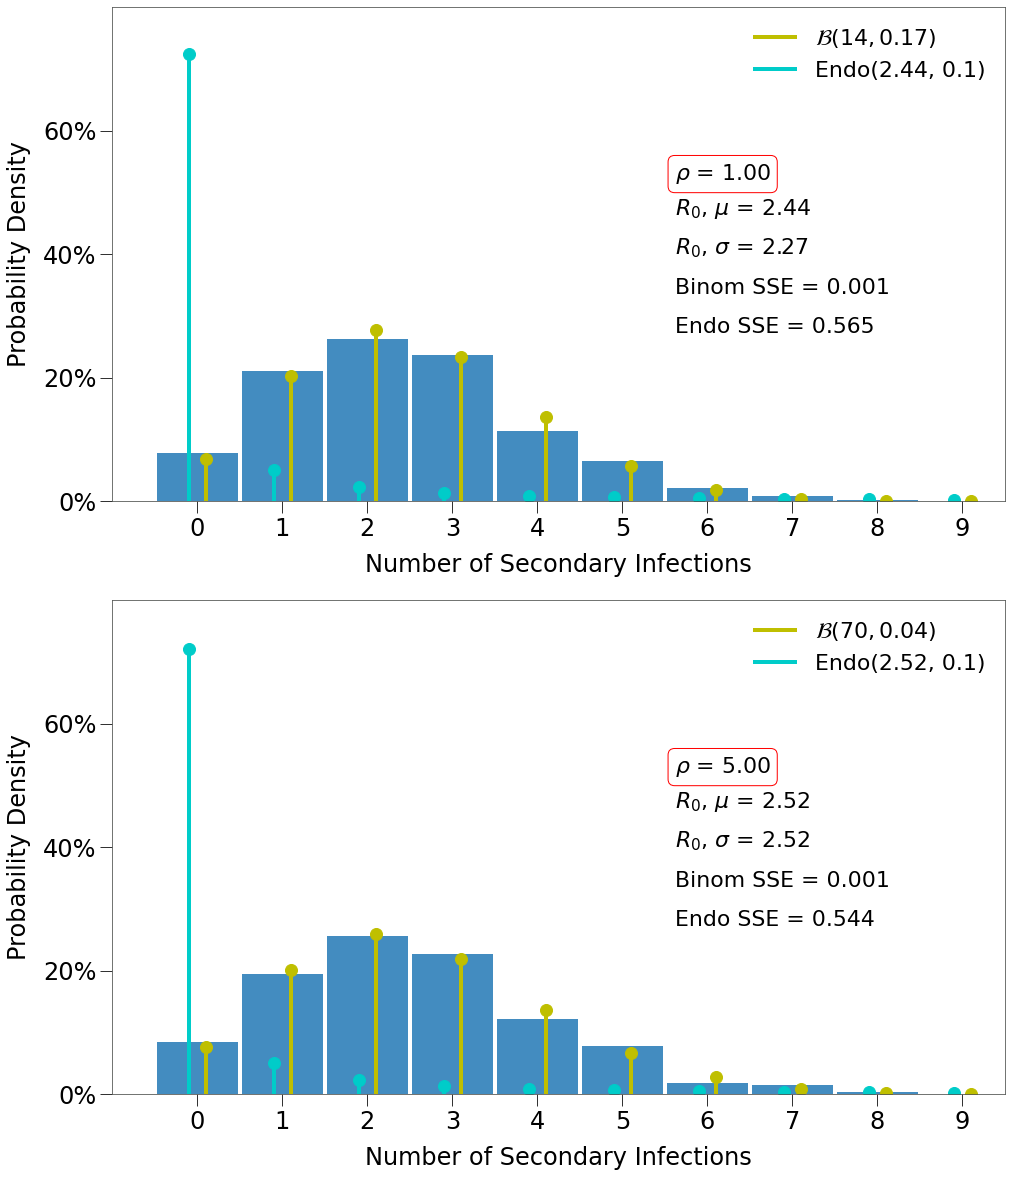 ℬ(14, 0.17)
Endo(2.44, 0.1)
60%
ρ = 1.00
R₀, μ = 2.44
40%
R₀, σ = 2.27
Binom SSE = 0.001
Endo SSE = 0.565
20%
0%
Probability Density
0 1 2 3 4 5 6 7 8 9
Number of Secondary Infections
ℬ(70, 0.04)
Endo(2.52, 0.1)
60%
ρ = 5.00
R₀, μ = 2.52
40%
R₀, σ = 2.52
Binom SSE = 0.001
Endo SSE = 0.544
20%
0%
Probability Density
0 1 2 3 4 5 6 7 8 9
Number of Secondary Infections